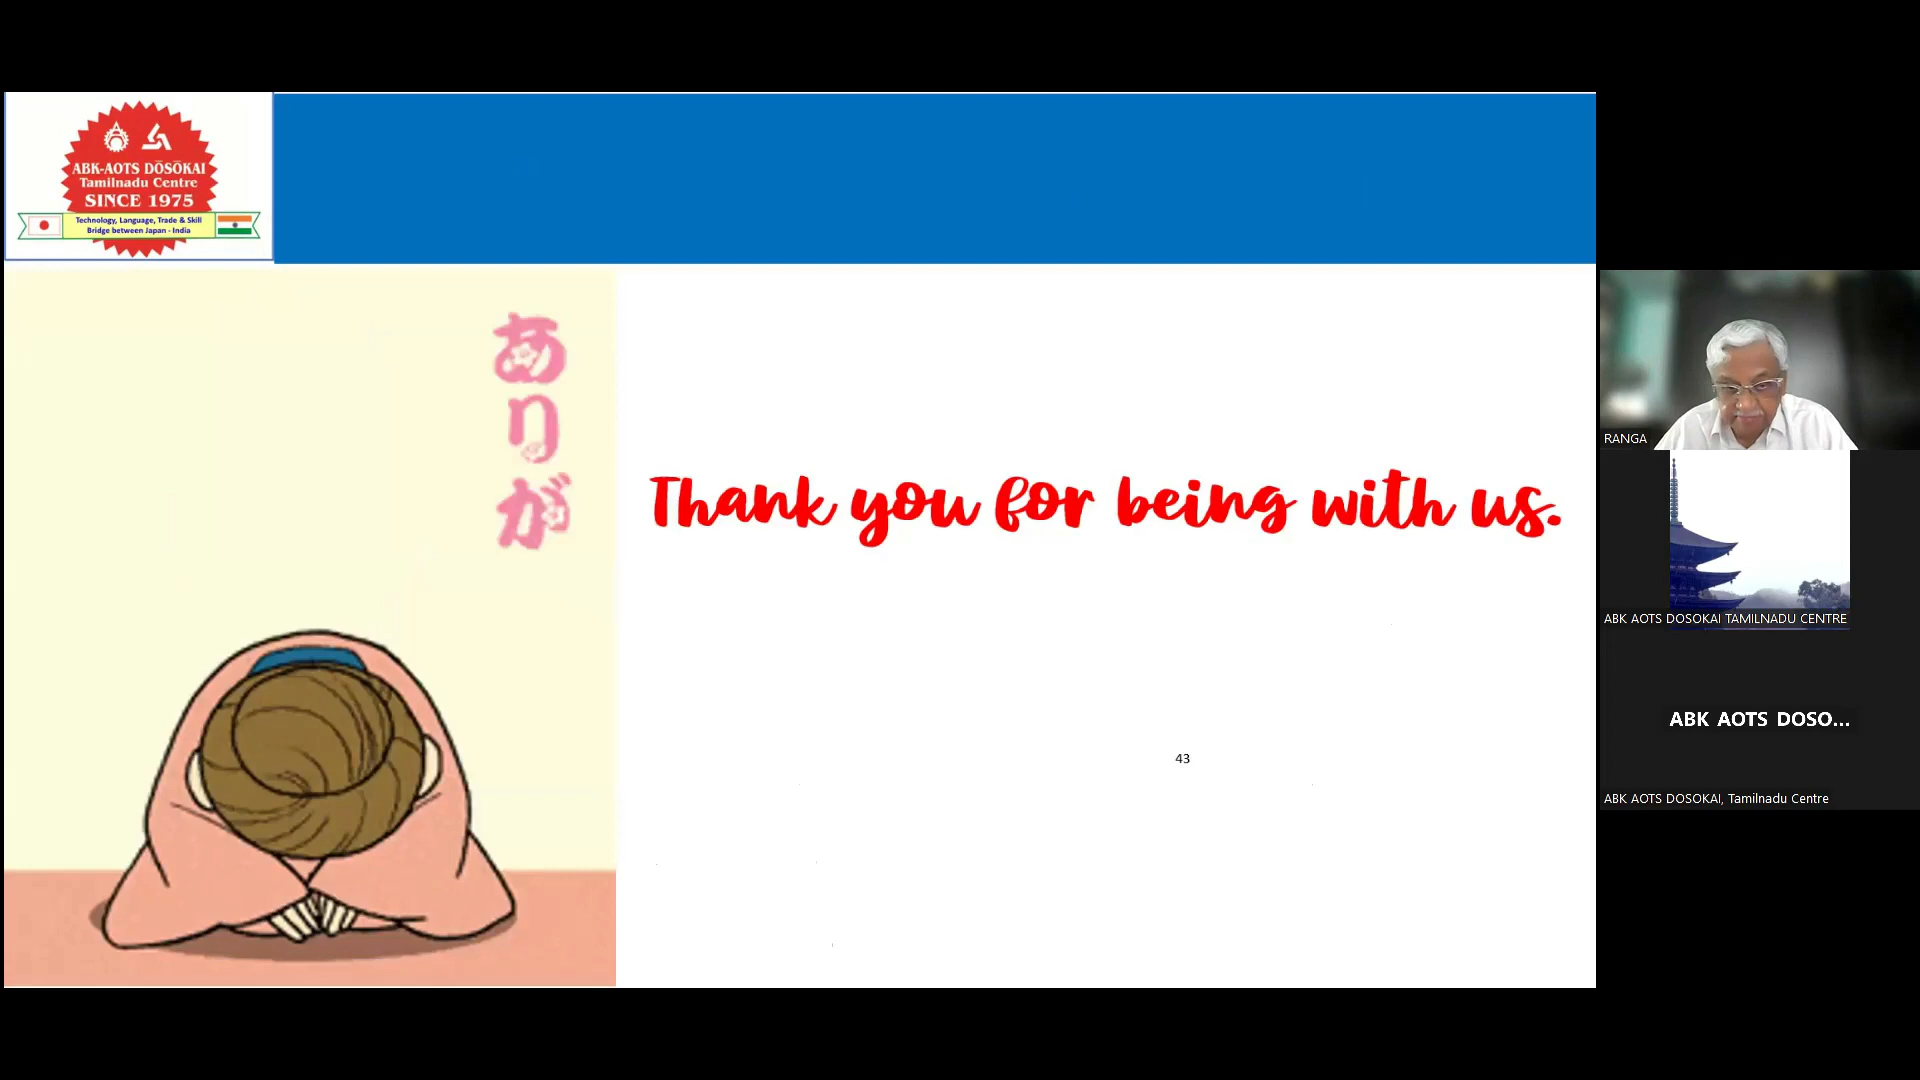 ABK-AOTS DŌSŌKAI
Tamilnadu Centre
SINCE 1975
Technology, Language, Trade & Skill
Bridge between Japan - India
ありが
Thank you for being with us.
43
RANGA
ABK AOTS DOSOKAI TAMILNADU CENTRE
ABK AOTS DOSO...
ABK AOTS DOSOKAI, Tamilnadu Centre